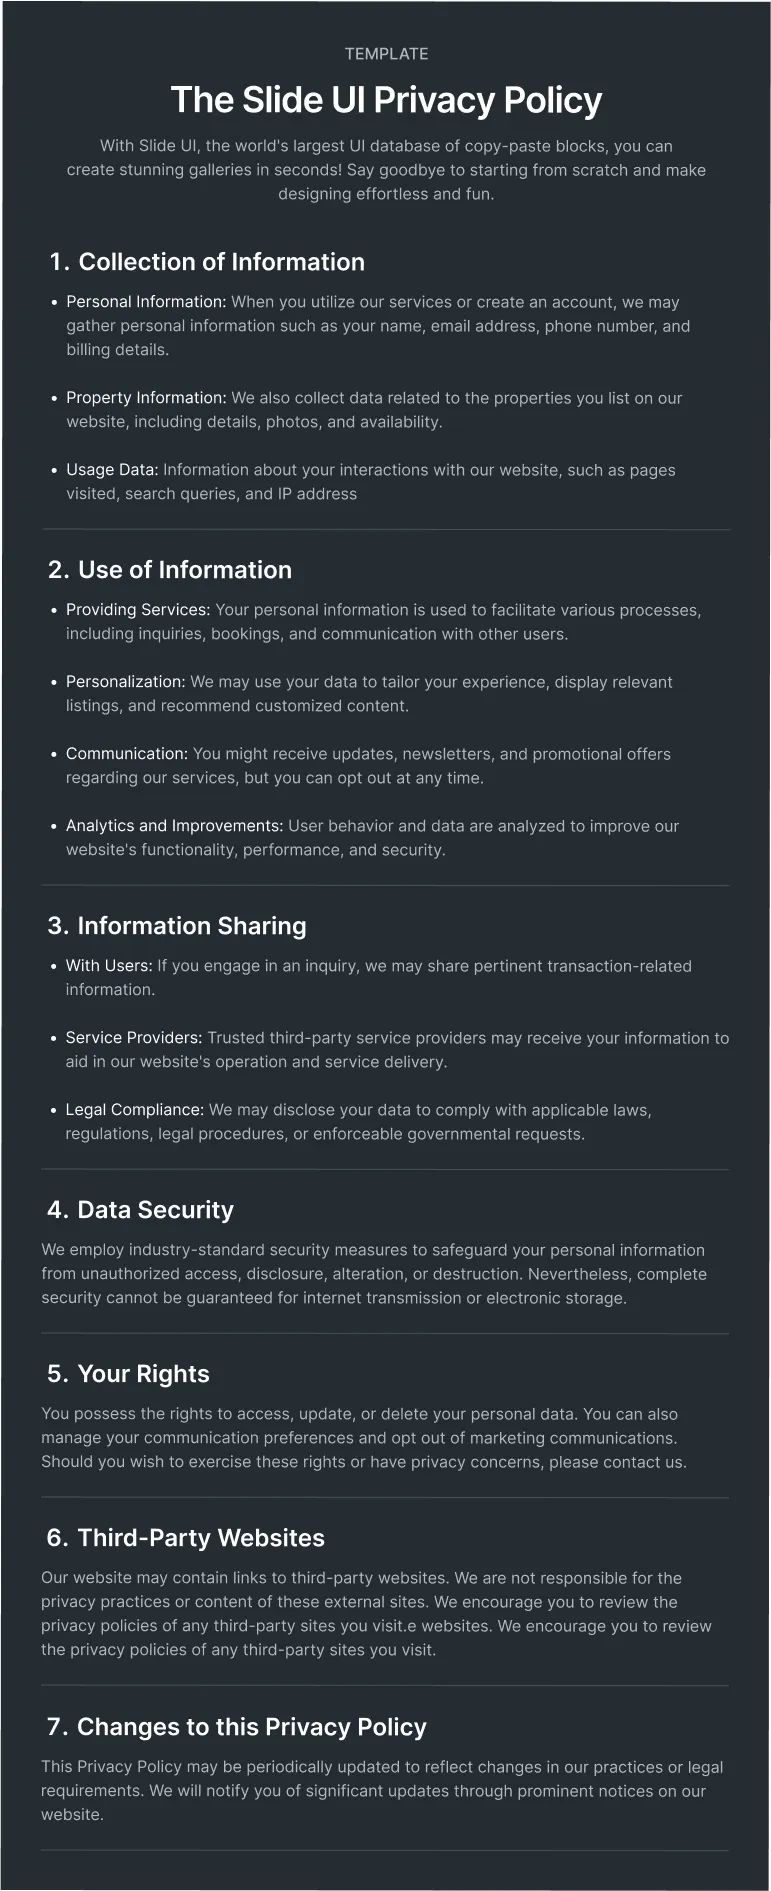 TEMPLATE
The Slide UI Privacy Policy
With Slide UI, the world's largest UI database of copy-paste blocks, you can
create stunning galleries in seconds! Say goodbye to starting from scratch and make
designing effortless and fun.
1. Collection of Information
• Personal Information: When you utilize our services or create an account, we may
gather personal information such as your name, email address, phone number, and
billing details.
• Property Information: We also collect data related to the properties you list on our
website, including details, photos, and availability.
• Usage Data: Information about your interactions with our website, such as pages
visited, search queries, and IP address
2. Use of Information
• Providing Services: Your personal information is used to facilitate various processes,
including inquiries, bookings, and communication with other users.
• Personalization: We may use your data to tailor your experience, display relevant
listings, and recommend customized content.
• Communication: You might receive updates, newsletters, and promotional offers
regarding our services, but you can opt out at any time.
• Analytics and Improvements: User behavior and data are analyzed to improve our
website's functionality, performance, and security.
3. Information Sharing
• With Users: If you engage in an inquiry, we may share pertinent transaction-related
information.
• Service Providers: Trusted third-party service providers may receive your information to
aid in our website's operation and service delivery.
• Legal Compliance: We may disclose your data to comply with applicable laws,
regulations, legal procedures, or enforceable governmental requests.
4. Data Security
We employ industry-standard security measures to safeguard your personal information
from unauthorized access, disclosure, alteration, or destruction. Nevertheless, complete
security cannot be guaranteed for internet transmission or electronic storage.
5. Your Rights
You possess the rights to access, update, or delete your personal data. You can also
manage your communication preferences and opt out of marketing communications.
Should you wish to exercise these rights or have privacy concerns, please contact us.
6. Third-Party Websites
Our website may contain links to third-party websites. We are not responsible for the
privacy practices or content of these external sites. We encourage you to review the
privacy policies of any third-party sites you visit.e websites. We encourage you to review
the privacy policies of any third-party sites you visit.
7. Changes to this Privacy Policy
This Privacy Policy may be periodically updated to reflect changes in our practices or legal
requirements. We will notify you of significant updates through prominent notices on our
website.